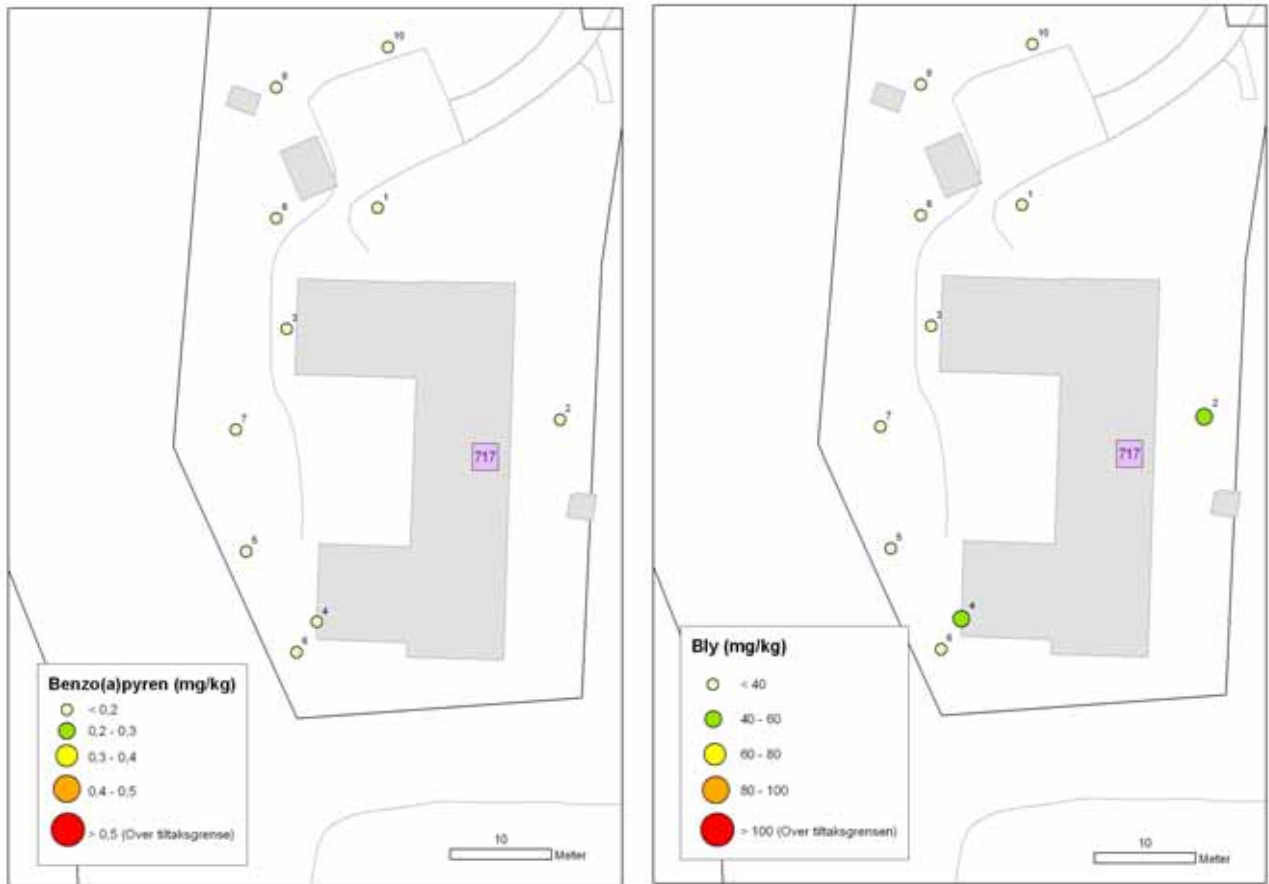 10
9
8
1
3
7
2
717
5
4
6
Benzo(a)pyren (mg/kg)
< 0,2
0,2 - 0,3
0,3 - 0,4
0,4 - 0,5
> 0,5 (Over tiltaksgrense)
10
Meter
10
9
8
1
3
7
2
717
5
4
6
Bly (mg/kg)
< 40
40 - 60
60 - 80
80 - 100
> 100 (Over tiltaksgrensen)
10
Meter